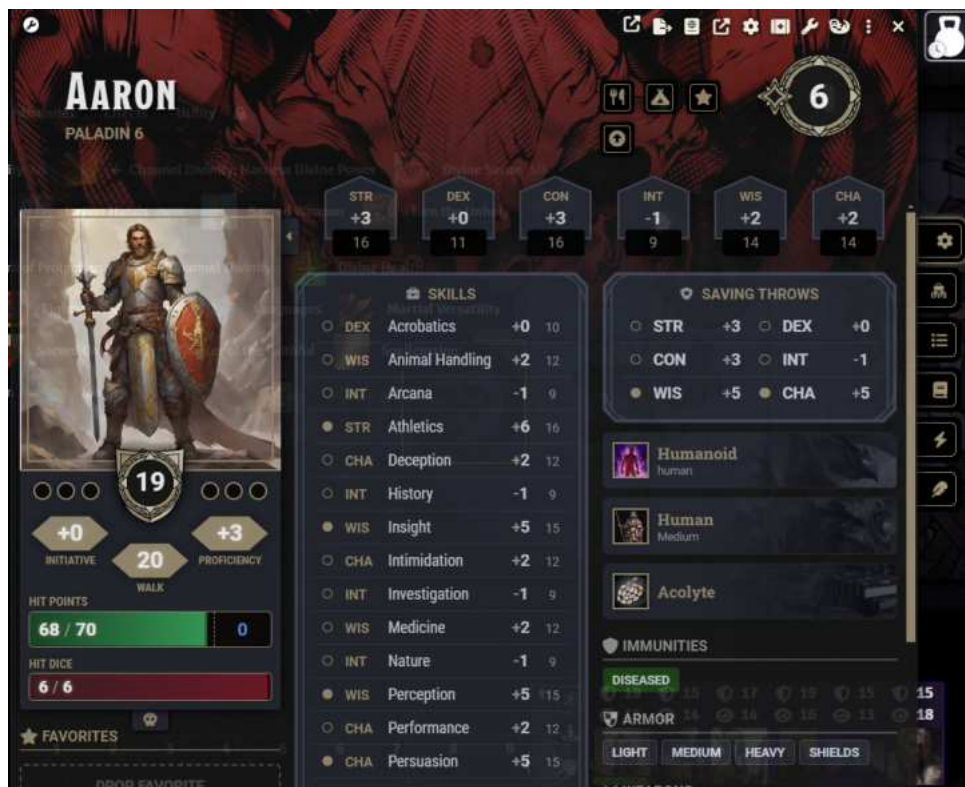 AARON
PALADIN 6
6
STR DEX CON INT WIS CHA
+3 +0 +3 -1 +2 +2
16 11 16 9 14 14
19
+0 +3
INITIATIVE 20 PROFICIENCY
WALK
HIT POINTS
68 / 70 0
HIT DICE
6 / 6
FAVORITES
DROP FAVORITE
SKILLS
DEX Acrobatics +0 10
WIS Animal Handling +2 12
INT Arcana -1 9
STR Athletics +6 16
CHA Deception +2 12
INT History -1 9
WIS Insight +5 15
CHA Intimidation +2 12
INT Investigation -1 9
WIS Medicine +2 12
INT Nature -1 9
WIS Perception +5 15
CHA Performance +2 12
CHA Persuasion +5 15
SAVING THROWS
STR +3 DEX +0
CON +3 INT -1
WIS +5 CHA +5
Humanoid
human
Human
Medium
Acolyte
IMMUNITIES
DISEASED
ARMOR
LIGHT MEDIUM HEAVY SHIELDS
15
18